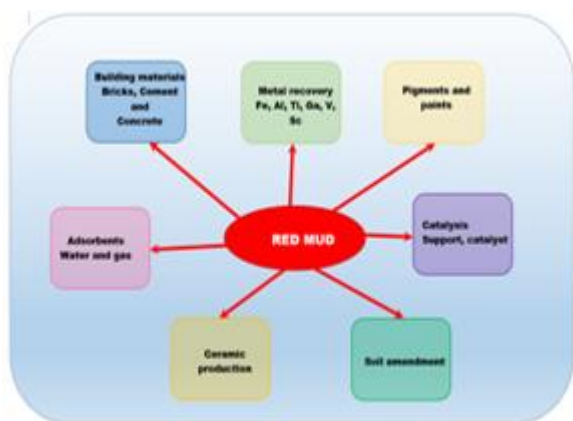 Building materials
Bricks, Cement
and
Concrete
Metal recovery
Fe, Al, Ti, Ga, V,
Sc
Pigments and
paints
Adsorbents
Water and gas
RED MUD
Catalysis
Support, catalyst
Ceramic
production
Soil amendment